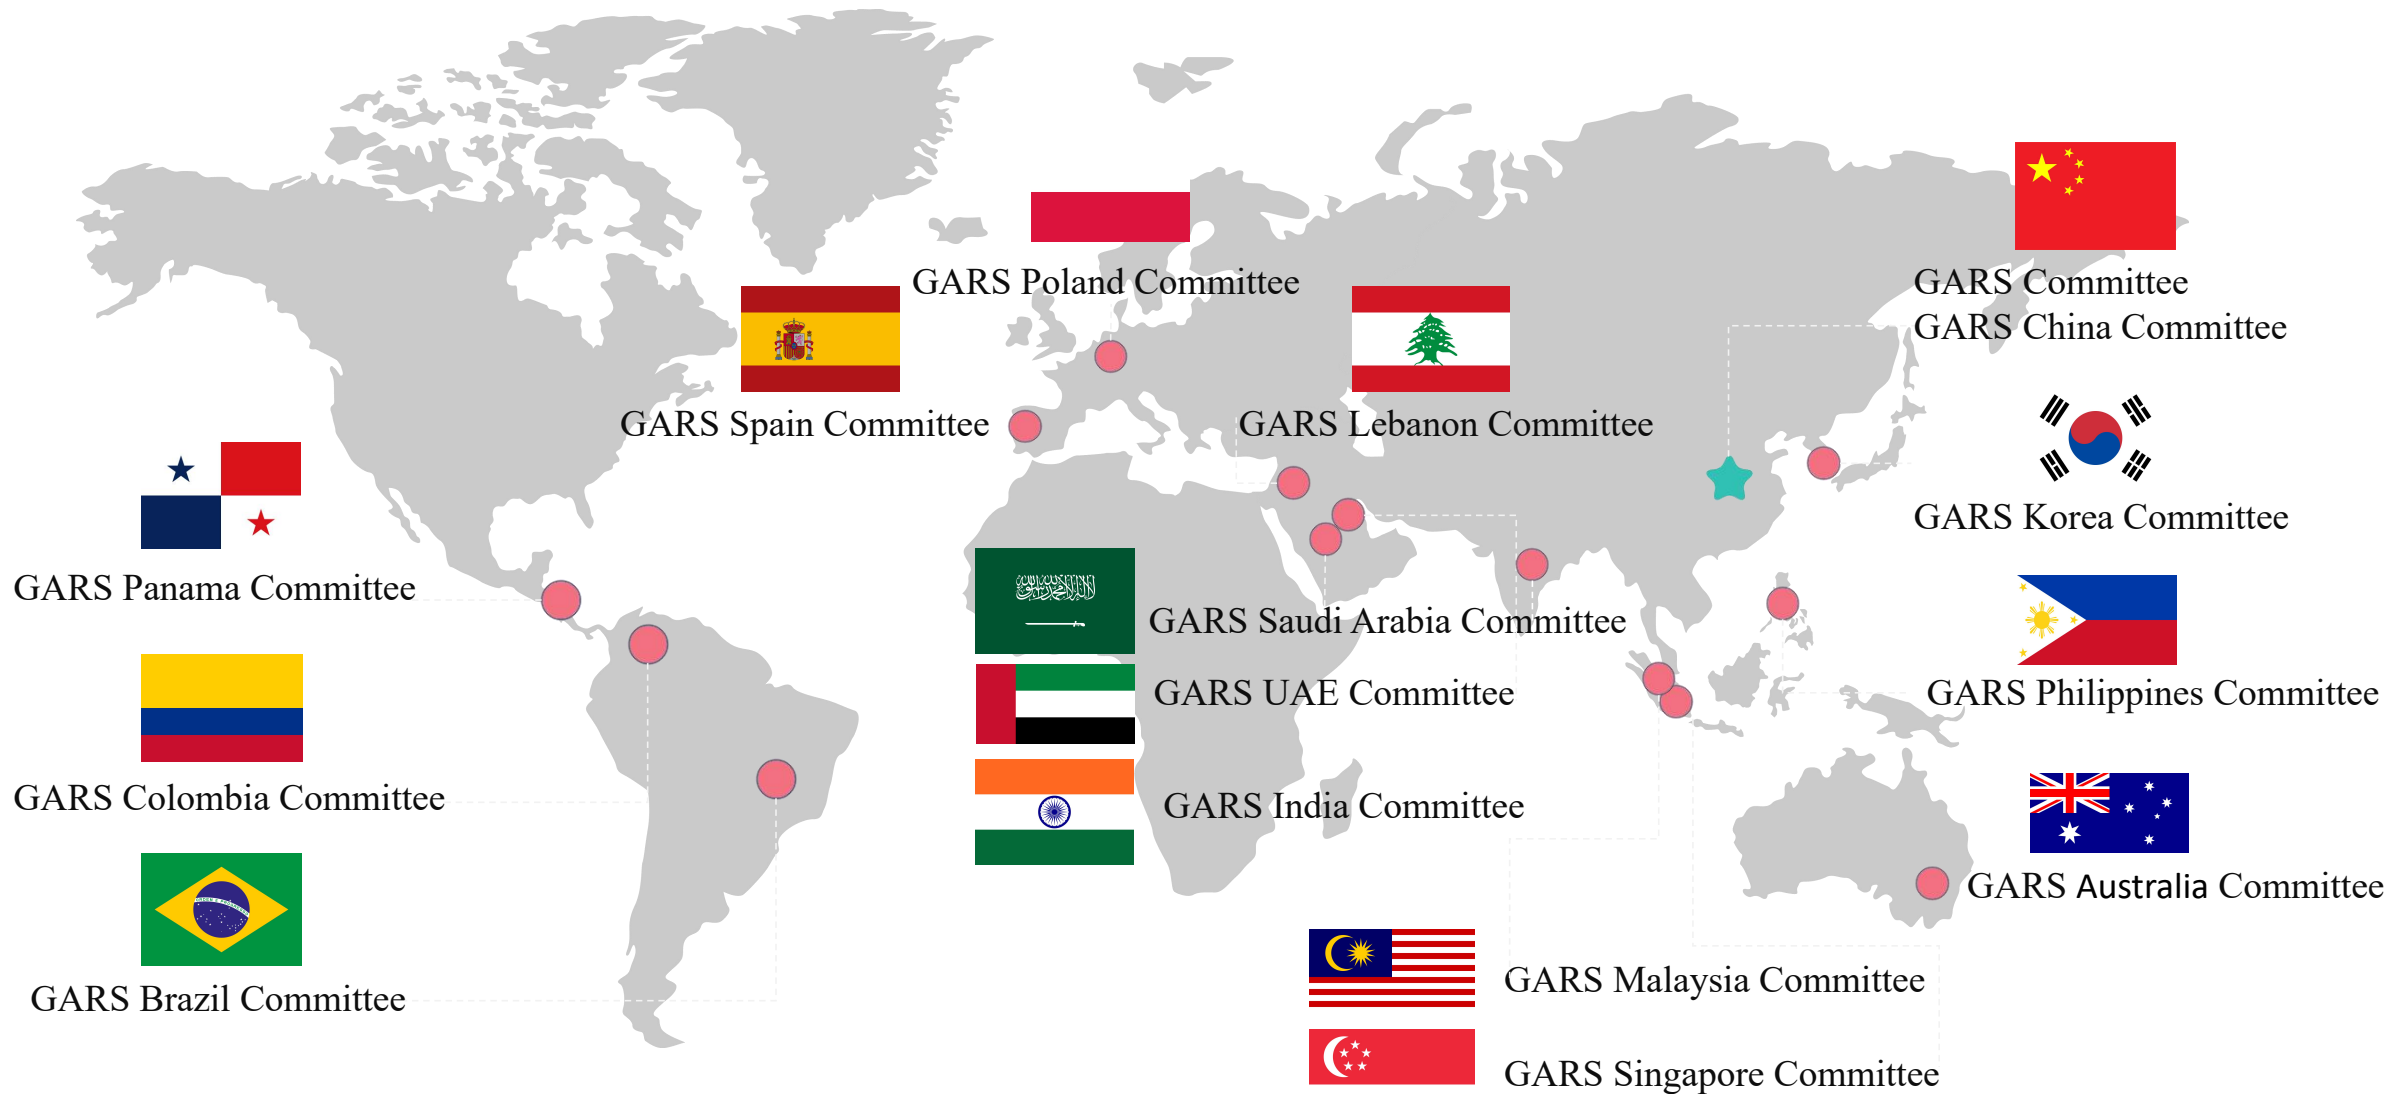 GARS Poland Committee
GARS Committee
GARS China Committee
GARS Spain Committee
GARS Lebanon Committee
GARS Korea Committee
GARS Panama Committee
GARS Saudi Arabia Committee
GARS UAE Committee
GARS Philippines Committee
GARS Colombia Committee
GARS India Committee
GARS Australia Committee
GARS Brazil Committee
GARS Malaysia Committee
GARS Singapore Committee